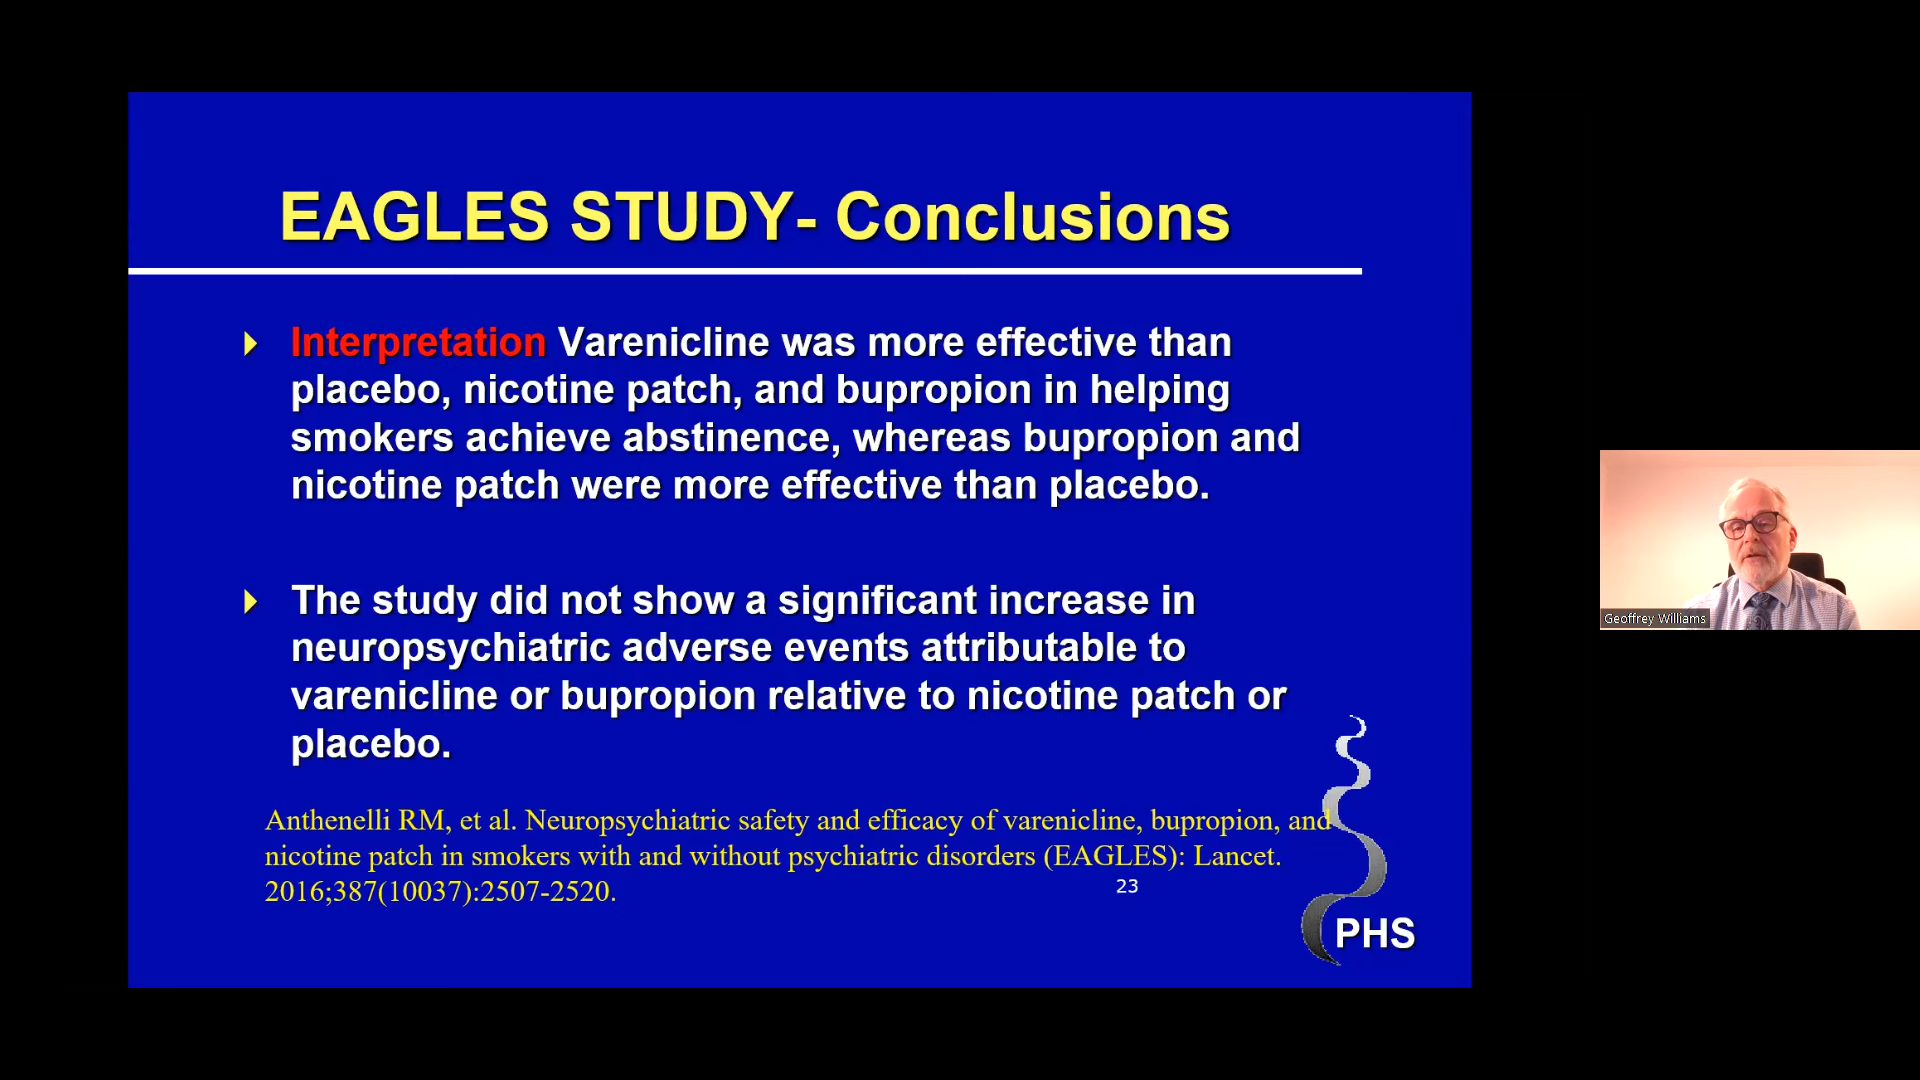 EAGLES STUDY- Conclusions
Interpretation Varenicline was more effective than
placebo, nicotine patch, and bupropion in helping
smokers achieve abstinence, whereas bupropion and
nicotine patch were more effective than placebo.
The study did not show a significant increase in
neuropsychiatric adverse events attributable to
varenicline or bupropion relative to nicotine patch or
placebo.
Anthenelli RM, et al. Neuropsychiatric safety and efficacy of varenicline, bupropion, and
nicotine patch in smokers with and without psychiatric disorders (EAGLES): Lancet.
2016;387(10037):2507-2520.
23
PHS
Geoffrey Williams